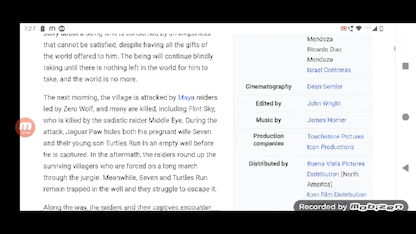 7:27
story about a being who is consumed by an emptiness
that cannot be satisfied, despite having all the gifts of
the world offered to him. The being will continue blindly
taking until there is nothing left in the world for him to
take, and the world is no more.
The next morning, the village is attacked by Maya raiders
led by Zero Wolf, and many are killed, including Flint Sky,
who is killed by the sadistic raider Middle Eye. During the
attack, Jaguar Paw hides both his pregnant wife Seven
and their young son Turtles Run in an empty well before
he is captured. In the aftermath, the raiders round up the
surviving villagers who are forced on a long march
through the jungle. Meanwhile, Seven and Turtles Run
remain trapped in the well and they struggle to escape it.
Along the way, the raiders and their captives encounter
Mendoza
Ricardo Diaz
Mendoza
Israel Contreras
Cinematography Dean Semler
Edited by John Wright
Music by James Horner
Production companies Touchstone Pictures
Icon Productions
Distributed by Buena Vista Pictures
Distribution (North
America)
Icon Film Distribution
Recorded by MOBIZEN